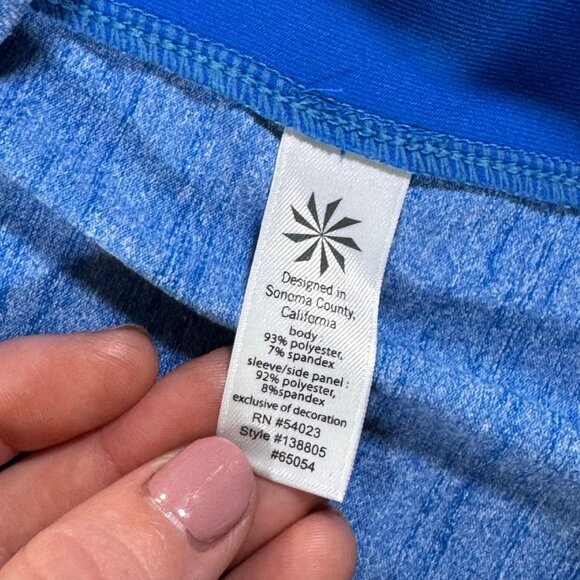 Designed in
Sonoma County,
California
body :
93% polyester,
7% spandex
sleeve/side panel :
92% polyester,
8%spandex
exclusive of decoration
RN #54023
Style #138805
#65054